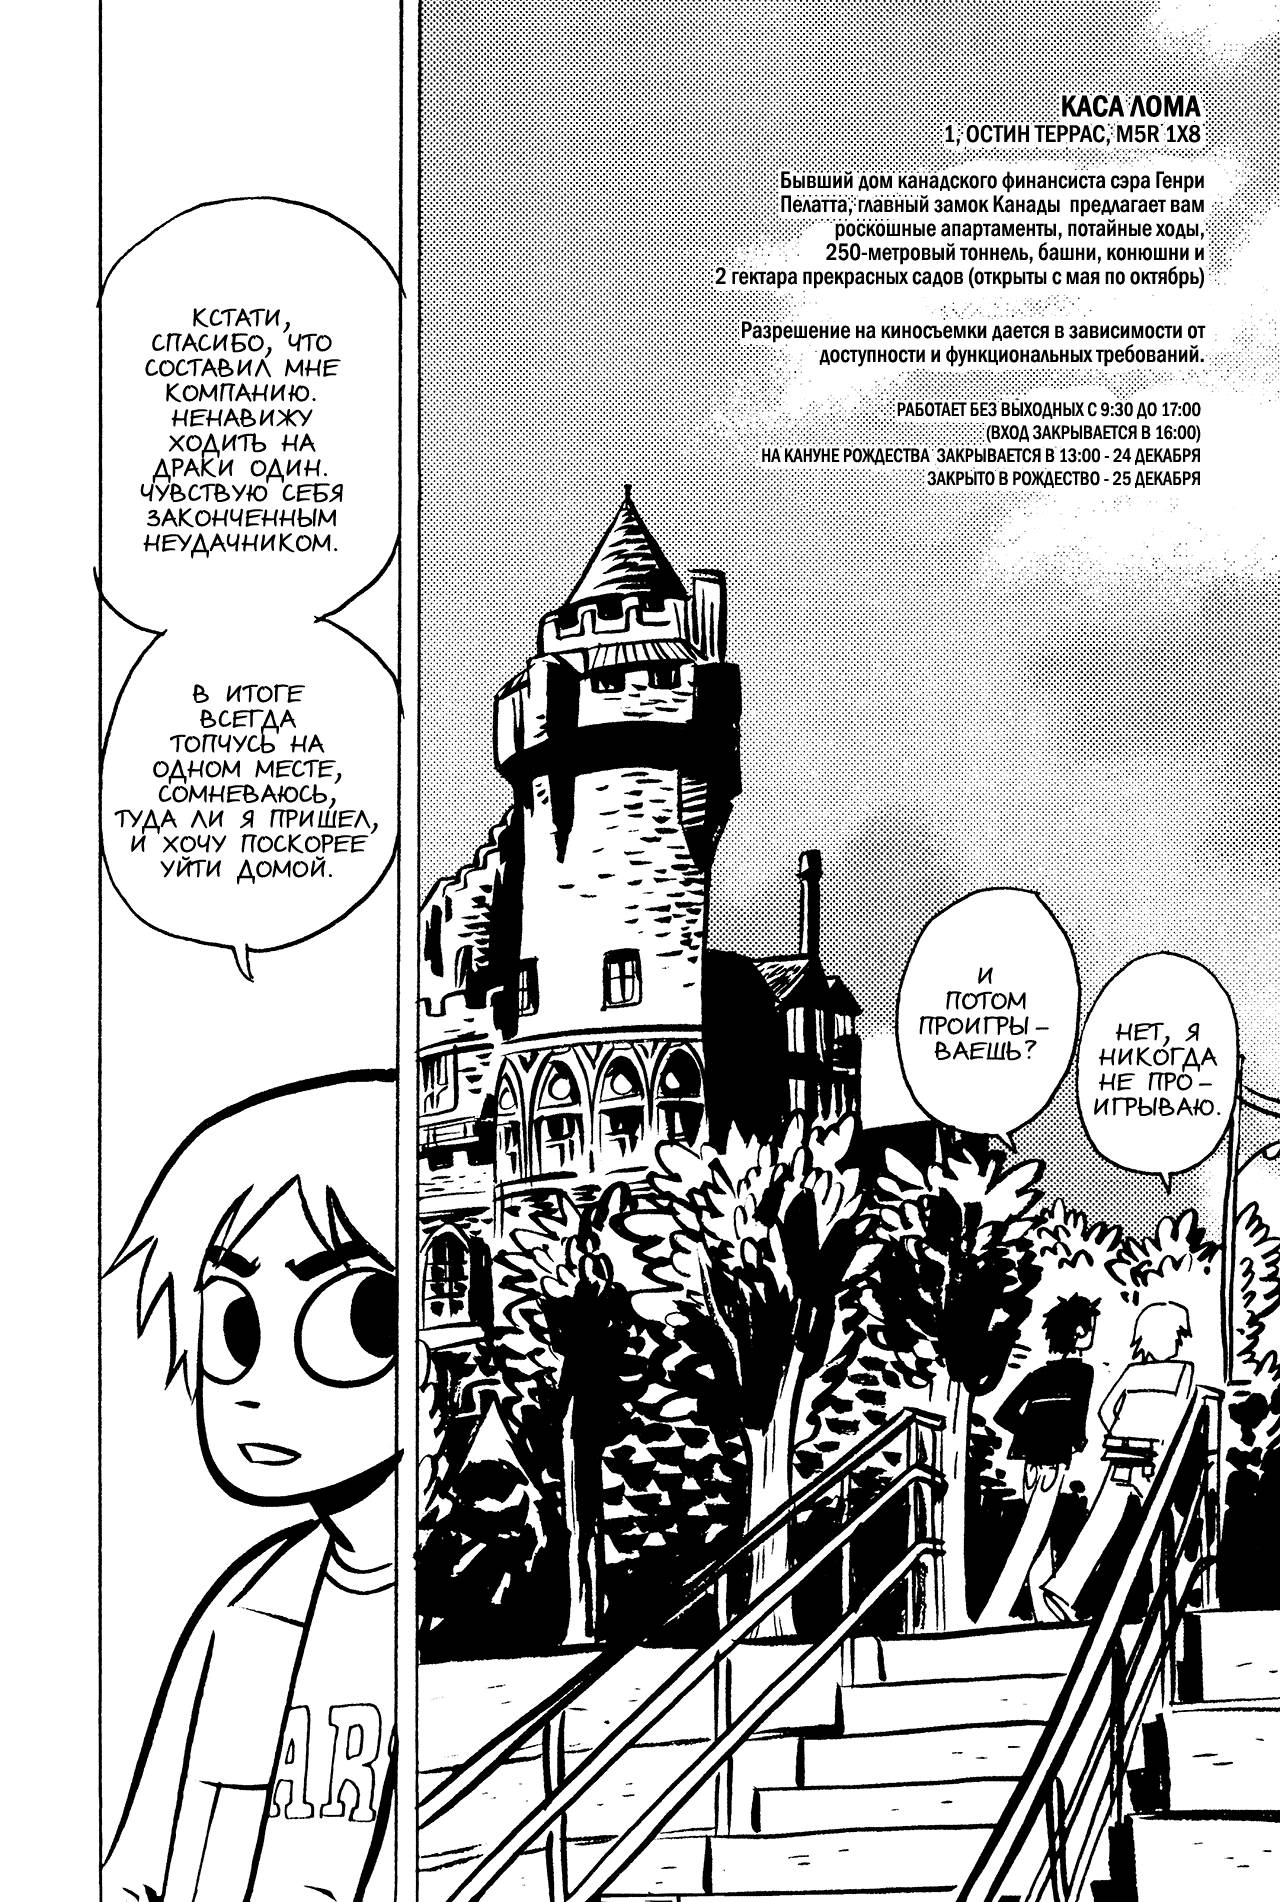 КСТАТИ,
СПАСИБО, ЧТО
СОСТАВИЛ МНЕ
КОМПАНИЮ.
НЕНАВИЖУ
ХОДИТЬ НА
ДРАКИ ОДИН.
ЧУВСТВУЮ СЕБЯ
ЗАКОНЧЕННЫМ
НЕУДАЧНИКОМ.
В ИТОГЕ
ВСЕГДА
ТОПЧУСЬ НА
ОДНОМ МЕСТЕ,
СОМНЕВАЮСЬ,
ТУДА ЛИ Я ПРИШЕЛ,
И ХОЧУ ПОСКОРЕЕ
УЙТИ ДОМОЙ.
AR
КАСА ЛОМА
1, ОСТИН ТЕРРАС, M5R 1X8
Бывший дом канадского финансиста сэра Генри
Пелатта, главный замок Канады предлагает вам
роскошные апартаменты, потайные ходы,
250-метровый тоннель, башни, конюшни и
2 гектара прекрасных садов (открыты с мая по октябрь)
Разрешение на киносъемки дается в зависимости от
доступности и функциональных требований.
РАБОТАЕТ БЕЗ ВЫХОДНЫХ С 9:30 ДО 17:00
(ВХОД ЗАКРЫВАЕТСЯ В 16:00)
НА КАНУНЕ РОЖДЕСТВА ЗАКРЫВАЕТСЯ В 13:00 - 24 ДЕКАБРЯ
ЗАКРЫТО В РОЖДЕСТВО - 25 ДЕКАБРЯ
И
ПОТОМ
ПРОИГРЫ-
ВАЕШЬ?
НЕТ, Я
НИКОГДА
НЕ ПРО-
ИГРЫВАЮ.